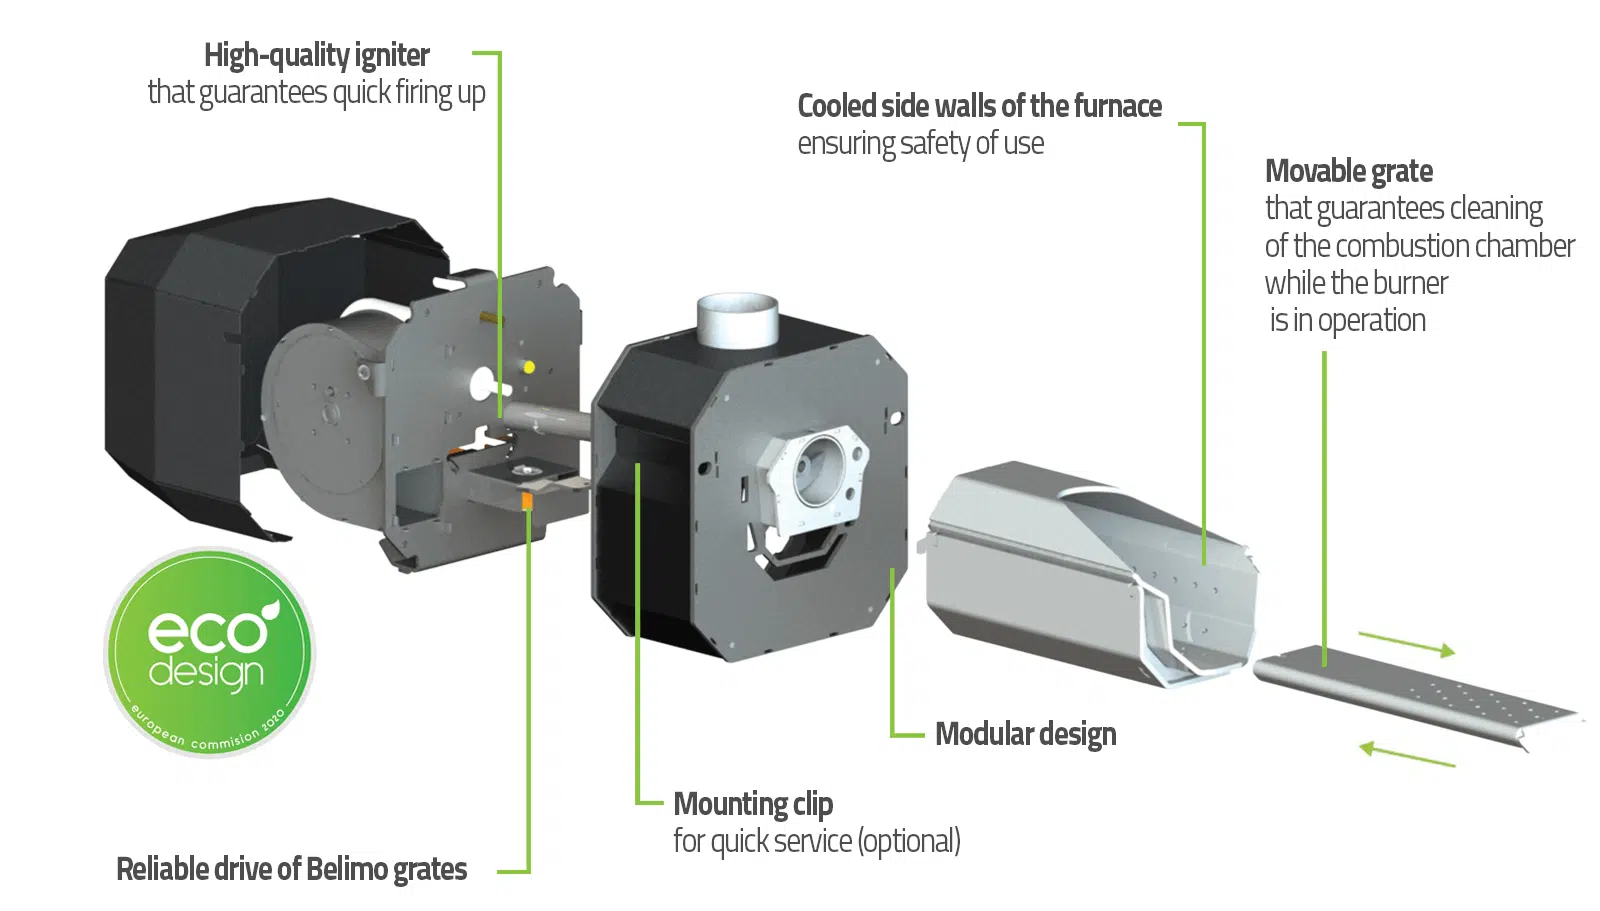 High-quality igniter
that guarantees quick firing up
Cooled side walls of the furnace
ensuring safety of use
Movable grate
that guarantees cleaning
of the combustion chamber
while the burner
is in operation
eco
design
european commision 2020
Modular design
Mounting clip
for quick service (optional)
Reliable drive of Belimo grates